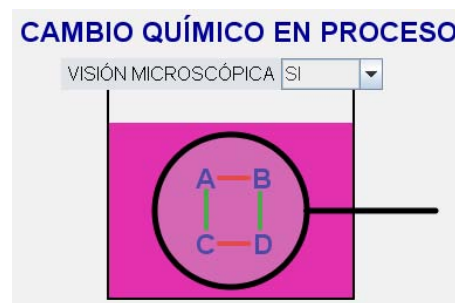 CAMBIO QUÍMICO EN PROCESO
VISIÓN MICROSCÓPICA SI
A B
C D